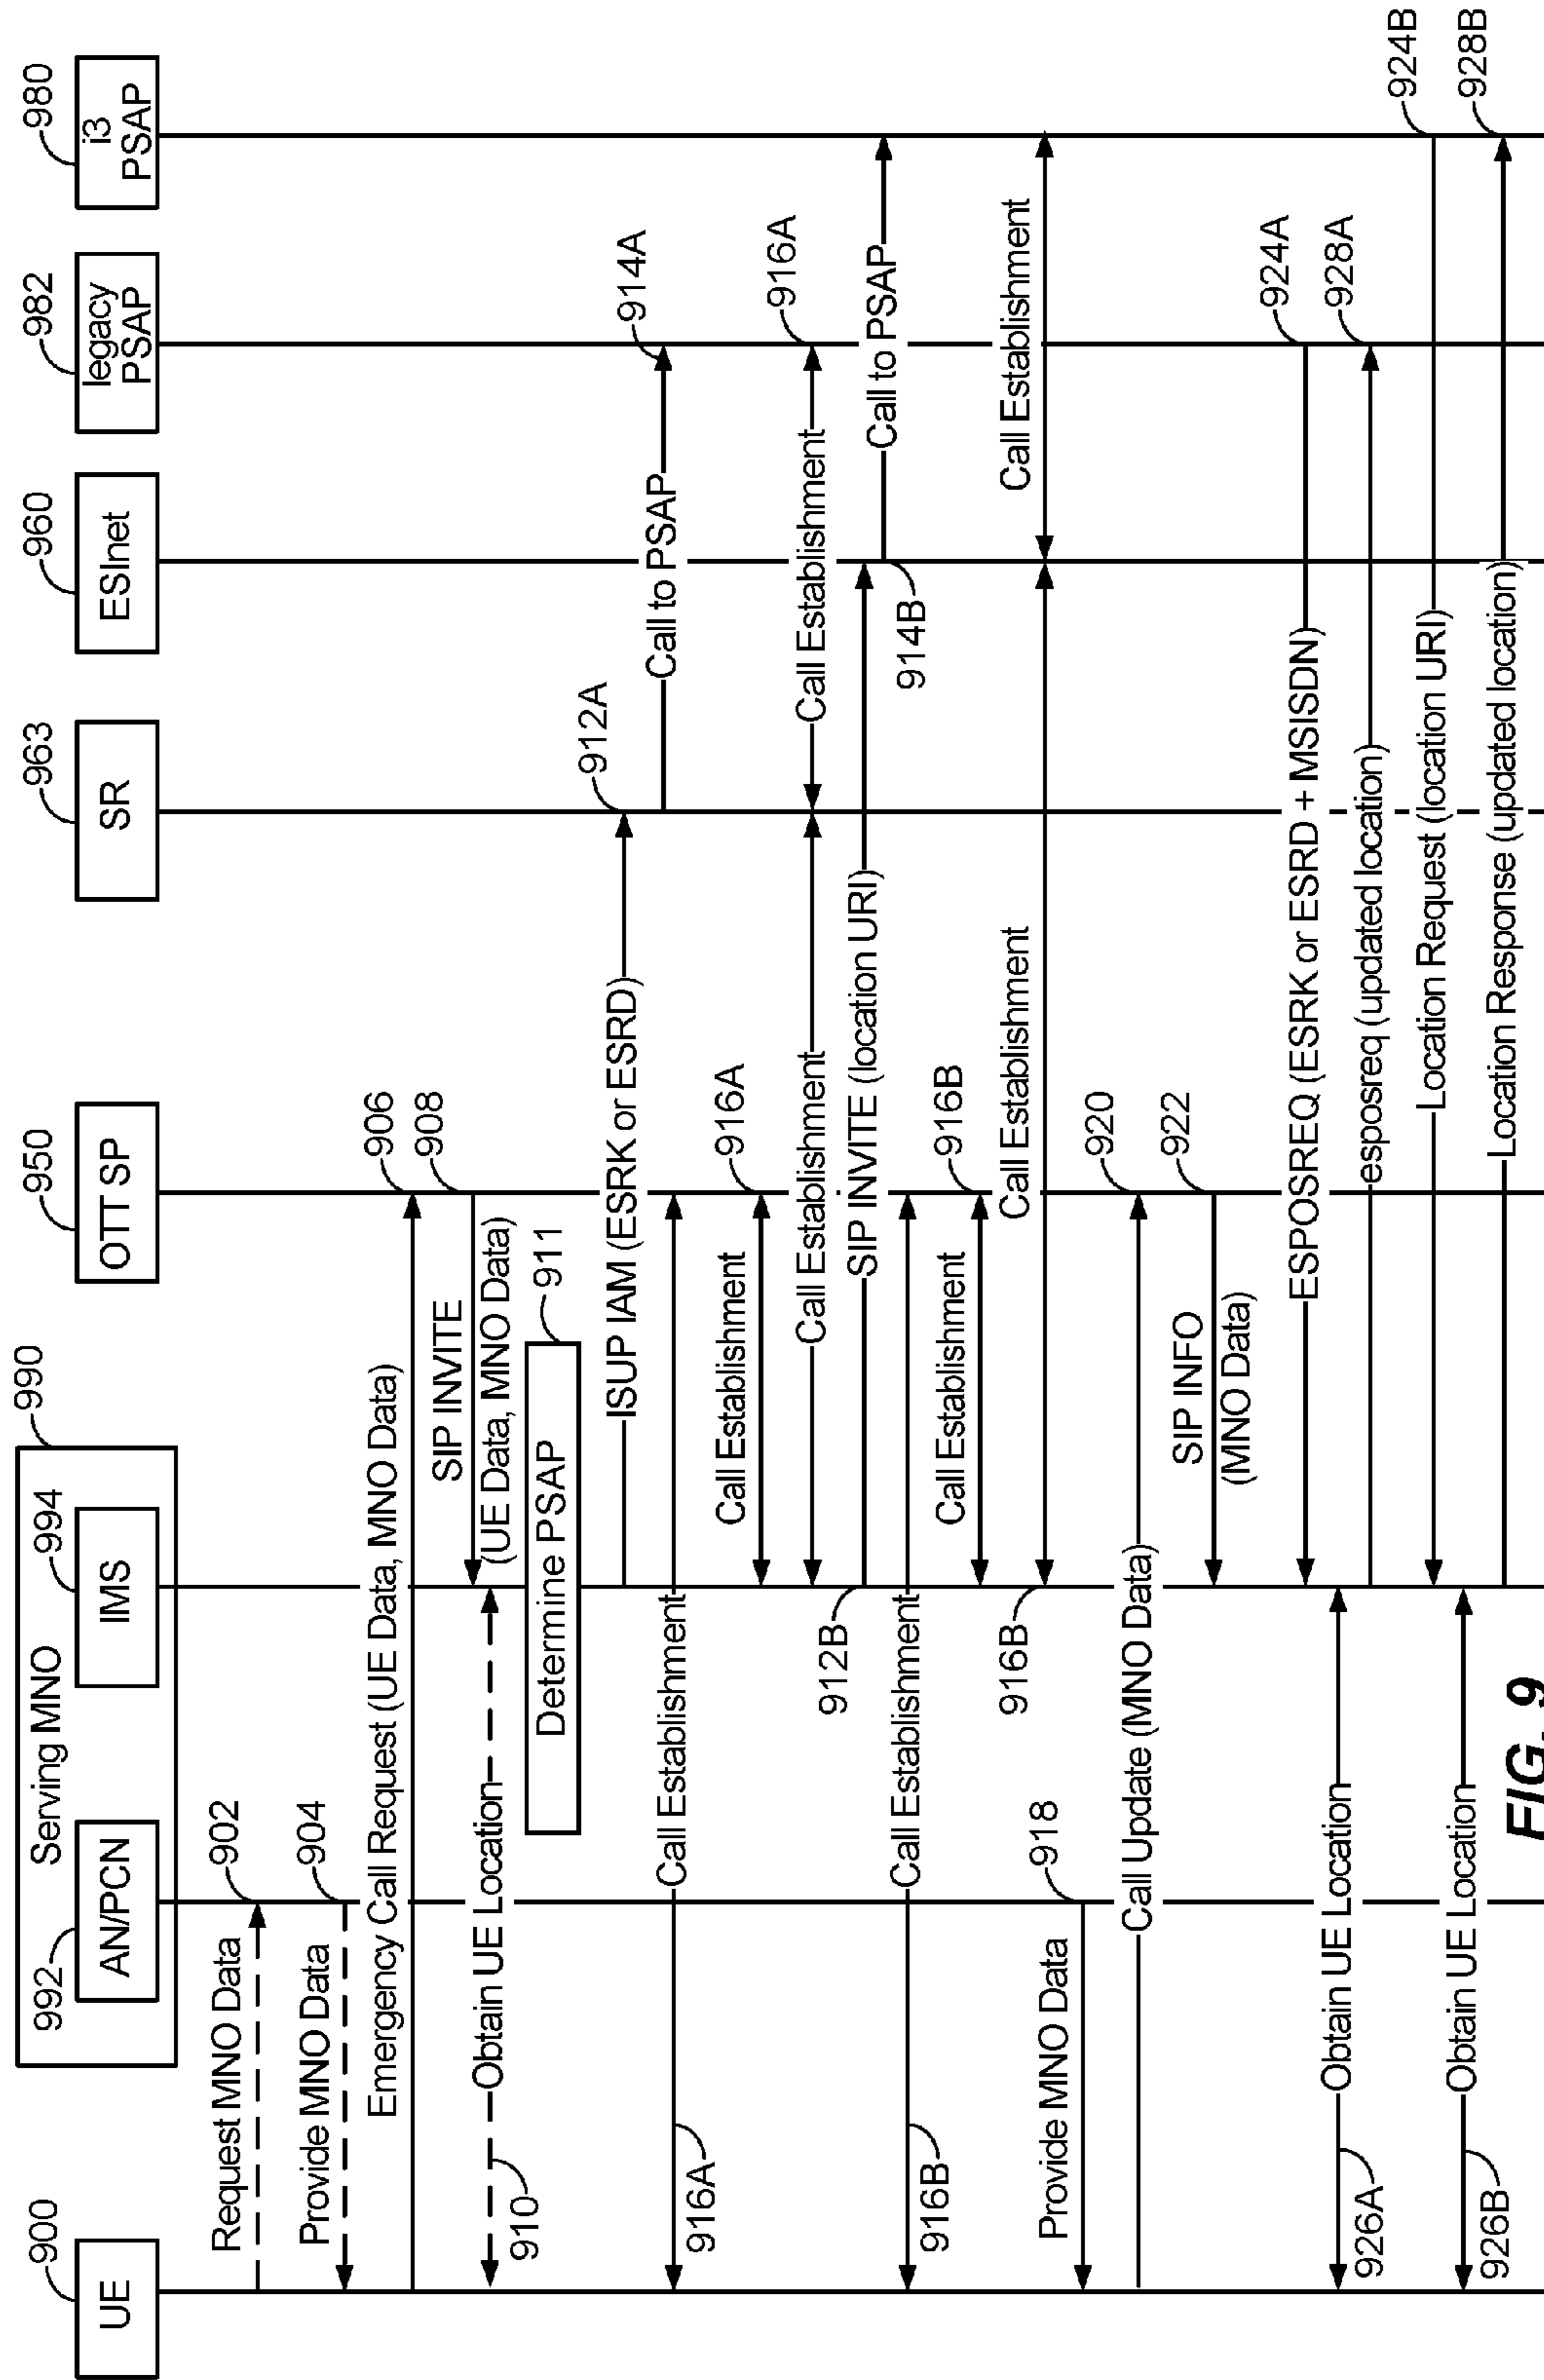 900
UE
990
Serving MNO
992
AN/PCN
994
IMS
950
OTT SP
963
SR
960
ESInet
982
legacy
PSAP
980
i3
PSAP
Request MNO Data
902
Provide MNO Data
904
Emergency Call Request (UE Data, MNO Data)
906
SIP INVITE
(UE Data, MNO Data)
908
Obtain UE Location
910
Determine PSAP
911
ISUP IAM (ESRK or ESRD)
912A
Call to PSAP
914A
Call Establishment
916A
Call Establishment
916A
Call Establishment
Call Establishment
916A
912B
SIP INVITE (location URI)
914B
Call to PSAP
Call Establishment
916B
Call Establishment
916B
916B
Call Establishment
Call Establishment
Provide MNO Data
918
Call Update (MNO Data)
920
SIP INFO
(MNO Data)
922
ESPOSREQ (ESRK or ESRD + MSISDN)
924A
Obtain UE Location
926A
esposreq (updated location)
928A
Location Request (location URI)
924B
Obtain UE Location
926B
Location Response (updated location)
928B
FIG. 9